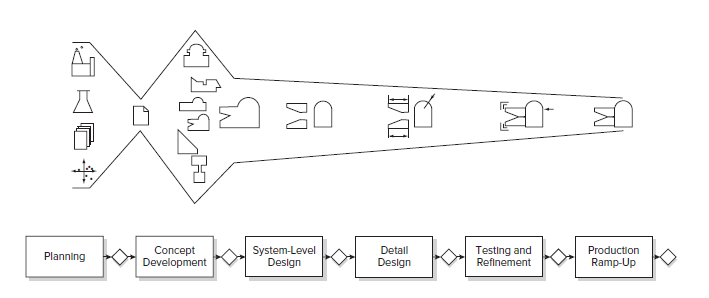 Planning
Concept
Development
System-Level
Design
Detail
Design
Testing and
Refinement
Production
Ramp-Up